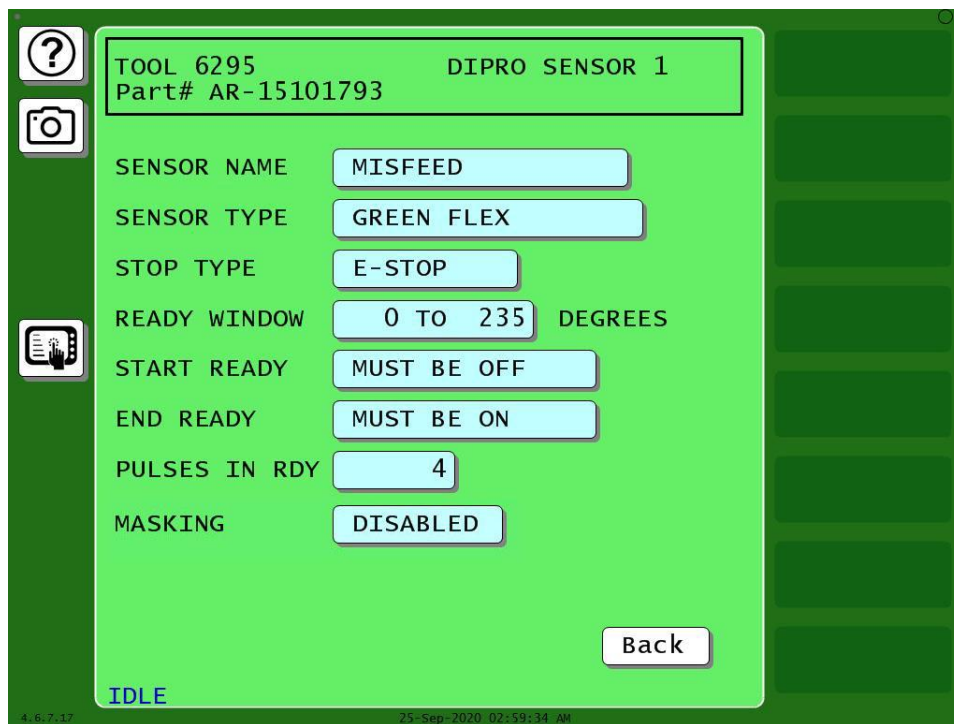 ?
TOOL 6295 DIPRO SENSOR 1
Part# AR-15101793
SENSOR NAME MISFEED
SENSOR TYPE GREEN FLEX
STOP TYPE E-STOP
READY WINDOW 0 TO 235 DEGREES
START READY MUST BE OFF
END READY MUST BE ON
PULSES IN RDY 4
MASKING DISABLED
Back
IDLE
4.6.7.17 25-Sep-2020 02:59:34 AM